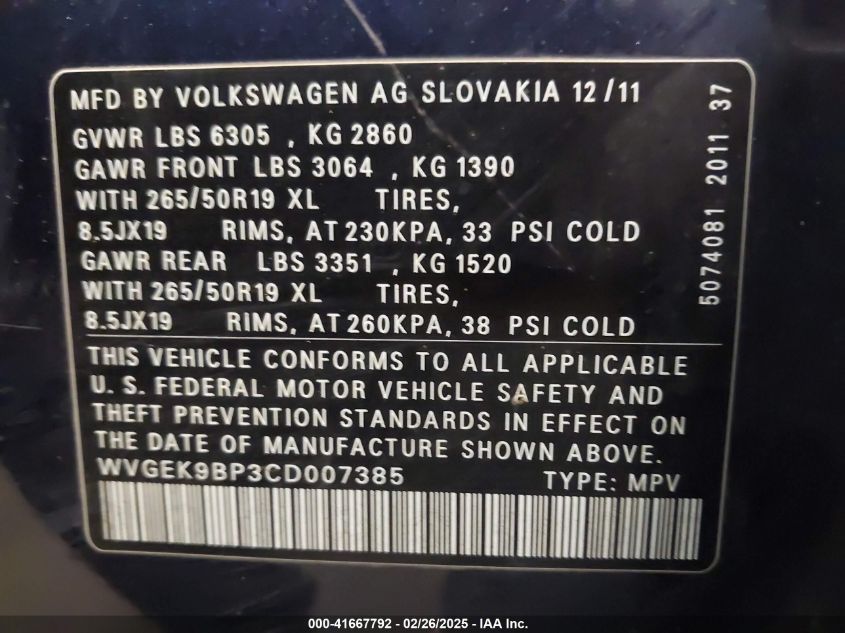 MFD BY VOLKSWAGEN AG SLOVAKIA 12/11
GVWR LBS 6305 , KG 2860
GAWR FRONT LBS 3064 , KG 1390
WITH 265/50R19 XL TIRES,
8.5JX19 RIMS, AT 230KPA, 33 PSI COLD
GAWR REAR LBS 3351 , KG 1520
WITH 265/50R19 XL TIRES,
8.5JX19 RIMS, AT 260KPA, 38 PSI COLD
THIS VEHICLE CONFORMS TO ALL APPLICABLE
U. S. FEDERAL MOTOR VEHICLE SAFETY AND
THEFT PREVENTION STANDARDS IN EFFECT ON
THE DATE OF MANUFACTURE SHOWN ABOVE.
WVGEK9BP3CD007385 TYPE: MPV
5074081 2011 37
000-41667792 - 02/26/2025 - IAA Inc.